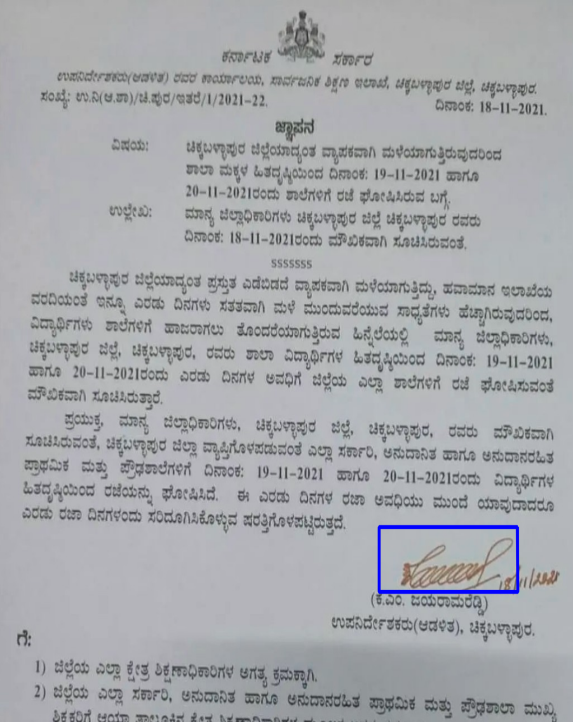 ಕರ್ನಾಟಕ ಸರ್ಕಾರ
ಉಪನಿರ್ದೇಶಕರು(ಆಡಳಿತ) ರವರ ಕಾರ್ಯಾಲಯ, ಸಾರ್ವಜನಿಕ ಶಿಕ್ಷಣ ಇಲಾಖೆ, ಚಿಕ್ಕಬಳ್ಳಾಪುರ ಜಿಲ್ಲೆ, ಚಿಕ್ಕಬಳ್ಳಾಪುರ.
ಸಂಖ್ಯೆ: ಉ.ನಿ(ಆ.ಶಾ)/ಚಿ.ಪುರ/ಇತರೆ/1/2021-22. ದಿನಾಂಕ: 18-11-2021.
ಜ್ಞಾಪನ
ವಿಷಯ: ಚಿಕ್ಕಬಳ್ಳಾಪುರ ಜಿಲ್ಲೆಯಾದ್ಯಂತ ವ್ಯಾಪಕವಾಗಿ ಮಳೆಯಾಗುತ್ತಿರುವುದರಿಂದ
ಶಾಲಾ ಮಕ್ಕಳ ಹಿತದೃಷ್ಠಿಯಿಂದ ದಿನಾಂಕ: 19-11-2021 ಹಾಗೂ
20-11-2021ರಂದು ಶಾಲೆಗಳಿಗೆ ರಜೆ ಘೋಷಿಸಿರುವ ಬಗ್ಗೆ.
ಉಲ್ಲೇಖ: ಮಾನ್ಯ ಜಿಲ್ಲಾಧಿಕಾರಿಗಳು ಚಿಕ್ಕಬಳ್ಳಾಪುರ ಜಿಲ್ಲೆ ಚಿಕ್ಕಬಳ್ಳಾಪುರ ರವರು
ದಿನಾಂಕ: 18-11-2021ರಂದು ಮೌಖಿಕವಾಗಿ ಸೂಚಿಸಿರುವಂತೆ.
sssssss
ಚಿಕ್ಕಬಳ್ಳಾಪುರ ಜಿಲ್ಲೆಯಾದ್ಯಂತ ಪ್ರಸ್ತುತ ಎಡೆಬಿಡದೆ ವ್ಯಾಪಕವಾಗಿ ಮಳೆಯಾಗುತ್ತಿದ್ದು, ಹವಾಮಾನ ಇಲಾಖೆಯ
ವರದಿಯಂತೆ ಇನ್ನೂ ಎರಡು ದಿನಗಳು ಸತತವಾಗಿ ಮಳೆ ಮುಂದುವರೆಯುವ ಸಾಧ್ಯತೆಗಳು ಹೆಚ್ಚಾಗಿರುವುದರಿಂದ,
ವಿದ್ಯಾರ್ಥಿಗಳು ಶಾಲೆಗಳಿಗೆ ಹಾಜರಾಗಲು ತೊಂದರೆಯಾಗುತ್ತಿರುವ ಹಿನ್ನೆಲೆಯಲ್ಲಿ ಮಾನ್ಯ ಜಿಲ್ಲಾಧಿಕಾರಿಗಳು,
ಚಿಕ್ಕಬಳ್ಳಾಪುರ ಜಿಲ್ಲೆ, ಚಿಕ್ಕಬಳ್ಳಾಪುರ, ರವರು ಶಾಲಾ ವಿದ್ಯಾರ್ಥಿಗಳ ಹಿತದೃಷ್ಠಿಯಿಂದ ದಿನಾಂಕ: 19-11-2021
ಹಾಗೂ 20-11-2021ರಂದು ಎರಡು ದಿನಗಳ ಅವಧಿಗೆ ಜಿಲ್ಲೆಯ ಎಲ್ಲಾ ಶಾಲೆಗಳಿಗೆ ರಜೆ ಘೋಷಿಸುವಂತೆ
ಮೌಖಿಕವಾಗಿ ಸೂಚಿಸಿರುತ್ತಾರೆ.
ಪ್ರಯುಕ್ತ, ಮಾನ್ಯ ಜಿಲ್ಲಾಧಿಕಾರಿಗಳು, ಚಿಕ್ಕಬಳ್ಳಾಪುರ ಜಿಲ್ಲೆ, ಚಿಕ್ಕಬಳ್ಳಾಪುರ, ರವರು ಮೌಖಿಕವಾಗಿ
ಸೂಚಿಸಿರುವಂತೆ, ಚಿಕ್ಕಬಳ್ಳಾಪುರ ಜಿಲ್ಲಾ ವ್ಯಾಪ್ತಿಗೊಳಪಡುವಂತೆ ಎಲ್ಲಾ ಸರ್ಕಾರಿ, ಅನುದಾನಿತ ಹಾಗೂ ಅನುದಾನರಹಿತ
ಪ್ರಾಥಮಿಕ ಮತ್ತು ಪ್ರೌಢಶಾಲೆಗಳಿಗೆ ದಿನಾಂಕ: 19-11-2021 ಹಾಗೂ 20-11-2021ರಂದು ವಿದ್ಯಾರ್ಥಿಗಳ
ಹಿತದೃಷ್ಠಿಯಿಂದ ರಜೆಯನ್ನು ಘೋಷಿಸಿದೆ. ಈ ಎರಡು ದಿನಗಳ ರಜಾ ಅವಧಿಯು ಮುಂದೆ ಯಾವುದಾದರೂ
ಎರಡು ರಜಾ ದಿನಗಳಂದು ಸರಿದೂಗಿಸಿಕೊಳ್ಳುವ ಷರತ್ತಿಗೊಳಪಟ್ಟಿರುತ್ತದೆ.
18/11/2021
(ಕೆ.ಎಂ. ಜಯರಾಮರೆಡ್ಡಿ)
ಉಪನಿರ್ದೇಶಕರು(ಆಡಳಿತ), ಚಿಕ್ಕಬಳ್ಳಾಪುರ.
ಗೆ:
1) ಜಿಲ್ಲೆಯ ಎಲ್ಲಾ ಕ್ಷೇತ್ರ ಶಿಕ್ಷಣಾಧಿಕಾರಿಗಳ ಅಗತ್ಯ ಕ್ರಮಕ್ಕಾಗಿ.
2) ಜಿಲ್ಲೆಯ ಎಲ್ಲಾ ಸರ್ಕಾರಿ, ಅನುದಾನಿತ ಹಾಗೂ ಅನುದಾನರಹಿತ ಪ್ರಾಥಮಿಕ ಮತ್ತು ಪ್ರೌಢಶಾಲಾ ಮುಖ್ಯ